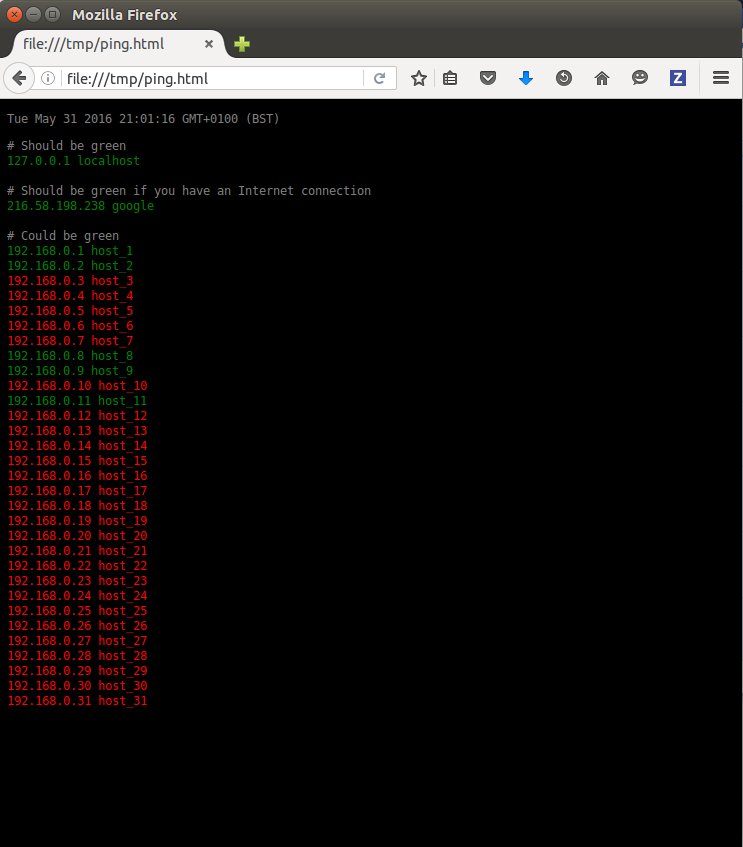 Mozilla Firefox
file:///tmp/ping.html
file:///tmp/ping.html
Z
Tue May 31 2016 21:01:16 GMT+0100 (BST)
# Should be green
127.0.0.1 localhost
# Should be green if you have an Internet connection
216.58.198.238 google
# Could be green
192.168.0.1 host_1
192.168.0.2 host_2
192.168.0.3 host_3
192.168.0.4 host_4
192.168.0.5 host_5
192.168.0.6 host_6
192.168.0.7 host_7
192.168.0.8 host_8
192.168.0.9 host_9
192.168.0.10 host_10
192.168.0.11 host_11
192.168.0.12 host_12
192.168.0.13 host_13
192.168.0.14 host_14
192.168.0.15 host_15
192.168.0.16 host_16
192.168.0.17 host_17
192.168.0.18 host_18
192.168.0.19 host_19
192.168.0.20 host_20
192.168.0.21 host_21
192.168.0.22 host_22
192.168.0.23 host_23
192.168.0.24 host_24
192.168.0.25 host_25
192.168.0.26 host_26
192.168.0.27 host_27
192.168.0.28 host_28
192.168.0.29 host_29
192.168.0.30 host_30
192.168.0.31 host_31